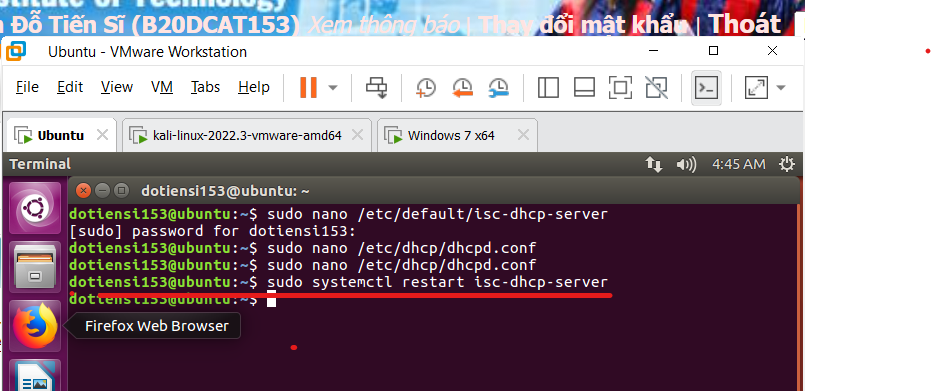 Institute of Technology
Đỗ Tiến Sĩ (B20DCAT153) Xem thông báo | Thay đổi mật khẩu | Thoát
Ubuntu - VMware Workstation
File Edit View VM Tabs Help
Ubuntu kali-linux-2022.3-vmware-amd64 Windows 7 x64
Terminal 4:45 AM
dotiensi153@ubuntu: ~
dotiensi153@ubuntu:~$ sudo nano /etc/default/isc-dhcp-server
[sudo] password for dotiensi153:
dotiensi153@ubuntu:~$ sudo nano /etc/dhcp/dhcpd.conf
dotiensi153@ubuntu:~$ sudo nano /etc/dhcp/dhcpd.conf
dotiensi153@ubuntu:~$ sudo systemctl restart isc-dhcp-server
dotiensi153@ubuntu:~$
Firefox Web Browser